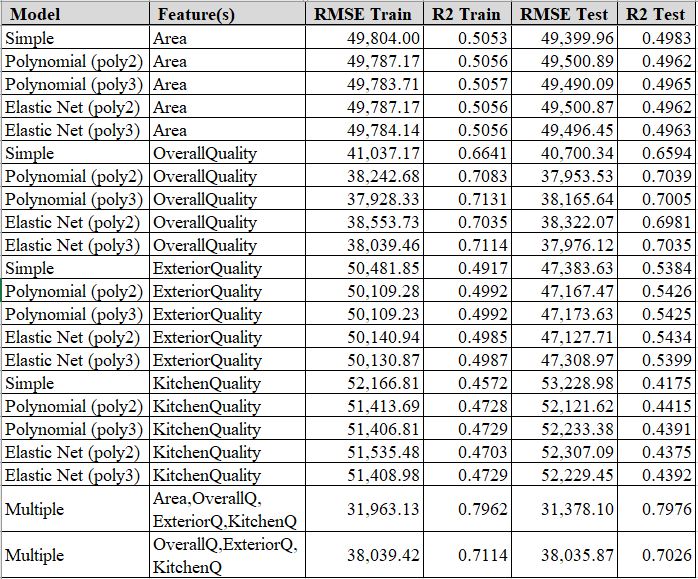 Model Feature(s) RMSE Train R2 Train RMSE Test R2 Test
Simple Area 49,804.00 0.5053 49,399.96 0.4983
Polynomial (poly2) Area 49,787.17 0.5056 49,500.89 0.4962
Polynomial (poly3) Area 49,783.71 0.5057 49,490.09 0.4965
Elastic Net (poly2) Area 49,787.17 0.5056 49,500.87 0.4962
Elastic Net (poly3) Area 49,784.14 0.5056 49,496.45 0.4963
Simple OverallQuality 41,037.17 0.6641 40,700.34 0.6594
Polynomial (poly2) OverallQuality 38,242.68 0.7083 37,953.53 0.7039
Polynomial (poly3) OverallQuality 37,928.33 0.7131 38,165.64 0.7005
Elastic Net (poly2) OverallQuality 38,553.73 0.7035 38,322.07 0.6981
Elastic Net (poly3) OverallQuality 38,039.46 0.7114 37,976.12 0.7035
Simple ExteriorQuality 50,481.85 0.4917 47,383.63 0.5384
Polynomial (poly2) ExteriorQuality 50,109.28 0.4992 47,167.47 0.5426
Polynomial (poly3) ExteriorQuality 50,109.23 0.4992 47,173.63 0.5425
Elastic Net (poly2) ExteriorQuality 50,140.94 0.4985 47,127.71 0.5434
Elastic Net (poly3) ExteriorQuality 50,130.87 0.4987 47,308.97 0.5399
Simple KitchenQuality 52,166.81 0.4572 53,228.98 0.4175
Polynomial (poly2) KitchenQuality 51,413.69 0.4728 52,121.62 0.4415
Polynomial (poly3) KitchenQuality 51,406.81 0.4729 52,233.38 0.4391
Elastic Net (poly2) KitchenQuality 51,535.48 0.4703 52,307.09 0.4375
Elastic Net (poly3) KitchenQuality 51,408.98 0.4729 52,229.45 0.4392
Multiple Area,OverallQ, 31,963.13 0.7962 31,378.10 0.7976
ExteriorQ,KitchenQ
Multiple OverallQ,ExteriorQ, 38,039.42 0.7114 38,035.87 0.7026
KitchenQ